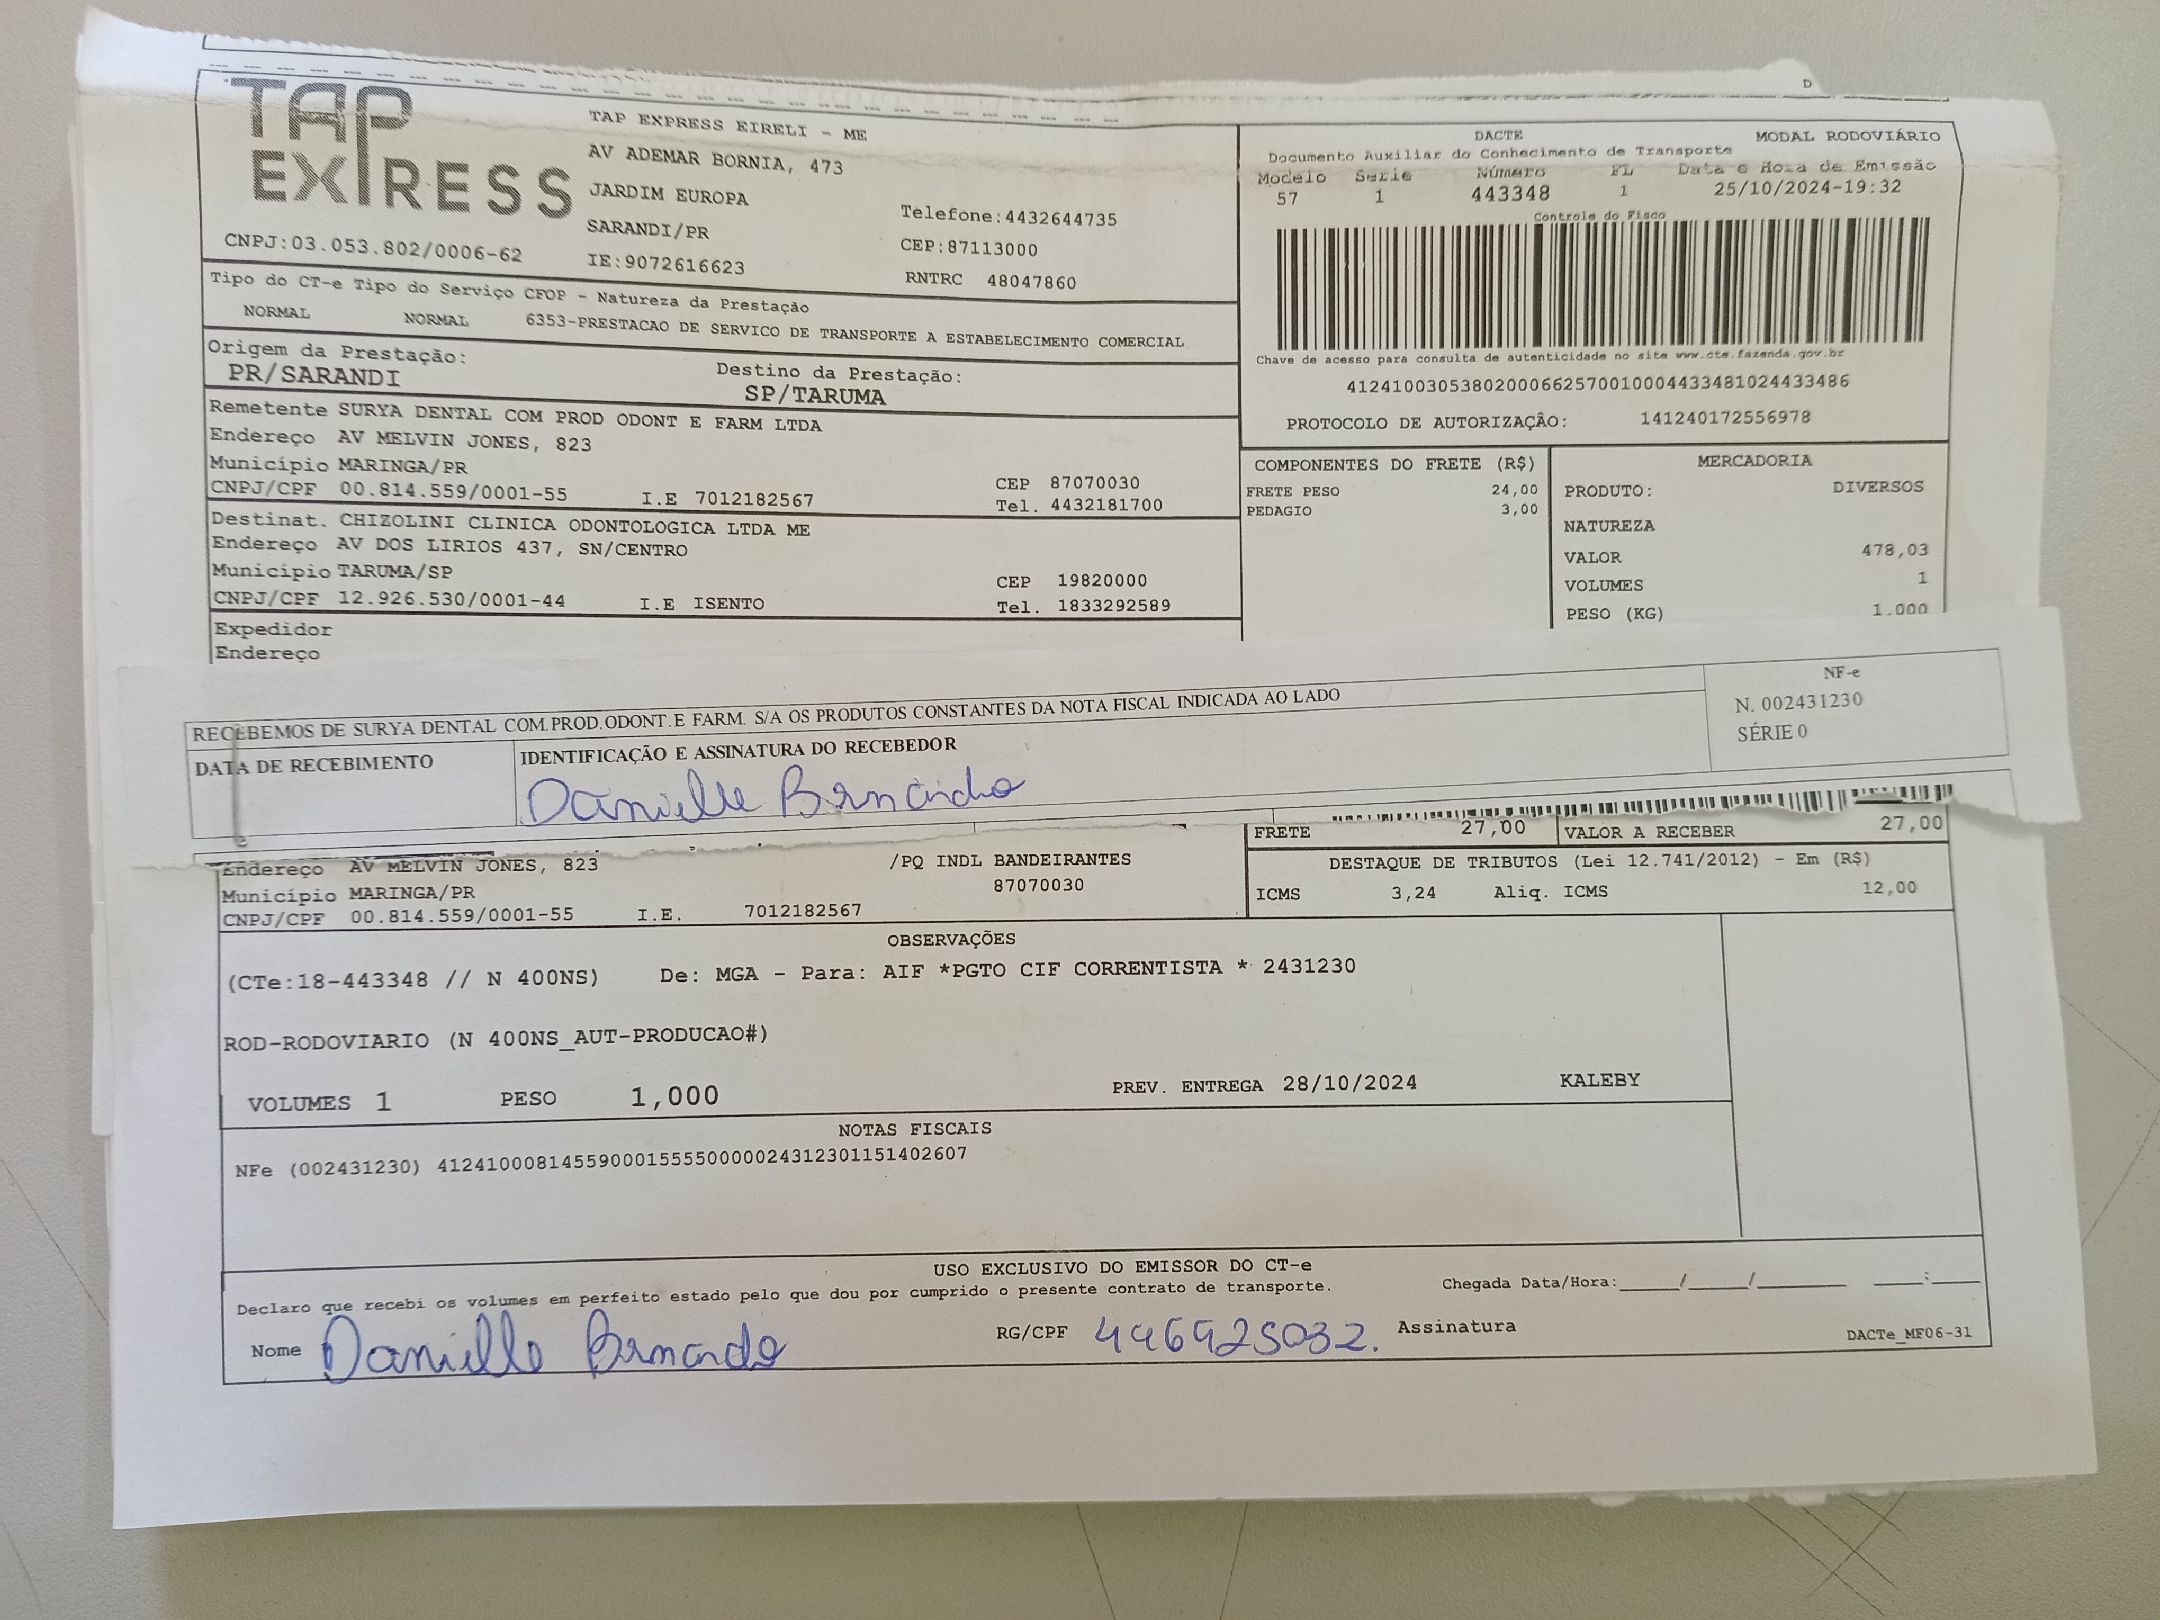 D
TAP EXPRESS
TAP EXPRESS EIRELI - ME
AV ADEMAR BORNIA, 473
JARDIM EUROPA
SARANDI/PR
IE:9072616623
Telefone:4432644735
CEP:87113000
RNTRC 48047860
CNPJ:03.053.802/0006-62
DACTE MODAL RODOVIÁRIO
Documento Auxiliar do Conhecimento de Transporte
Modelo Serie Número FL Data e Hora de Emissão
57 1 443348 1 25/10/2024-19:32
Controle do Fisco
Chave de acesso para consulta de autenticidade no site www.cte.fazenda.gov.br
41241003053802000662570010004433481024433486
PROTOCOLO DE AUTORIZAÇÃO: 141240172556978
Tipo do CT-e Tipo do Serviço CFOP - Natureza da Prestação
NORMAL NORMAL 6353-PRESTACAO DE SERVICO DE TRANSPORTE A ESTABELECIMENTO COMERCIAL
Origem da Prestação: Destino da Prestação:
PR/SARANDI SP/TARUMA
Remetente SURYA DENTAL COM PROD ODONT E FARM LTDA
Endereço AV MELVIN JONES, 823
Município MARINGA/PR CEP 87070030
CNPJ/CPF 00.814.559/0001-55 I.E 7012182567 Tel. 4432181700
Destinat. CHIZOLINI CLINICA ODONTOLOGICA LTDA ME
Endereço AV DOS LIRIOS 437, SN/CENTRO
Município TARUMA/SP CEP 19820000
CNPJ/CPF 12.926.530/0001-44 I.E ISENTO Tel. 1833292589
Expedidor
Endereço
COMPONENTES DO FRETE (R$)
FRETE PESO 24,00
PEDAGIO 3,00
MERCADORIA
PRODUTO: DIVERSOS
NATUREZA
VALOR 478,03
VOLUMES 1
PESO (KG) 1.000
RECEBEMOS DE SURYA DENTAL COM.PROD.ODONT.E FARM. S/A OS PRODUTOS CONSTANTES DA NOTA FISCAL INDICADA AO LADO
DATA DE RECEBIMENTO
IDENTIFICAÇÃO E ASSINATURA DO RECEBEDOR
Danielle Bernardo
NF-e
N. 002431230
SÉRIE 0
Endereço AV MELVIN JONES, 823 /PQ INDL BANDEIRANTES
Município MARINGA/PR 87070030
CNPJ/CPF 00.814.559/0001-55 I.E. 7012182567
FRETE 27,00 VALOR A RECEBER 27,00
DESTAQUE DE TRIBUTOS (Lei 12.741/2012) - Em (R$)
ICMS 3,24 Aliq. ICMS 12,00
OBSERVAÇÕES
(CTe:18-443348 // N 400NS) De: MGA - Para: AIF *PGTO CIF CORRENTISTA * 2431230
ROD-RODOVIARIO (N 400NS_AUT-PRODUCAO#)
VOLUMES 1 PESO 1,000 PREV. ENTREGA 28/10/2024 KALEBY
NOTAS FISCAIS
NFe (002431230) 41241000814559000155550000024312301151402607
USO EXCLUSIVO DO EMISSOR DO CT-e
Declaro que recebi os volumes em perfeito estado pelo que dou por cumprido o presente contrato de transporte. Chegada Data/Hora:____/____/______ ____:____
Nome Danielle Bernardo RG/CPF 446925032. Assinatura
DACTe_MF06-31